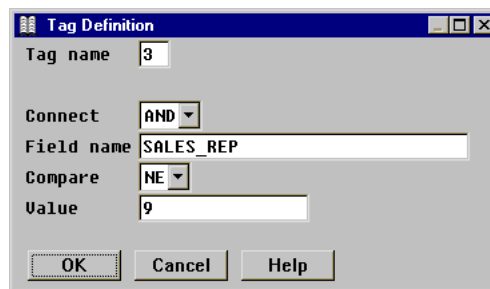 Tag Definition
Tag name 3
Connect AND
Field name SALES_REP
Compare NE
Value 9
OK Cancel Help